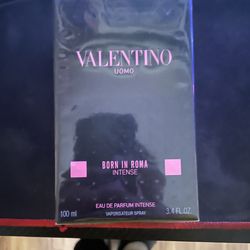 VALENTINO
UOMO
BORN IN ROMA
INTENSE
EAU DE PARFUM INTENSE
100 ml VAPORISATEUR SPRAY 3.4 FL.OZ